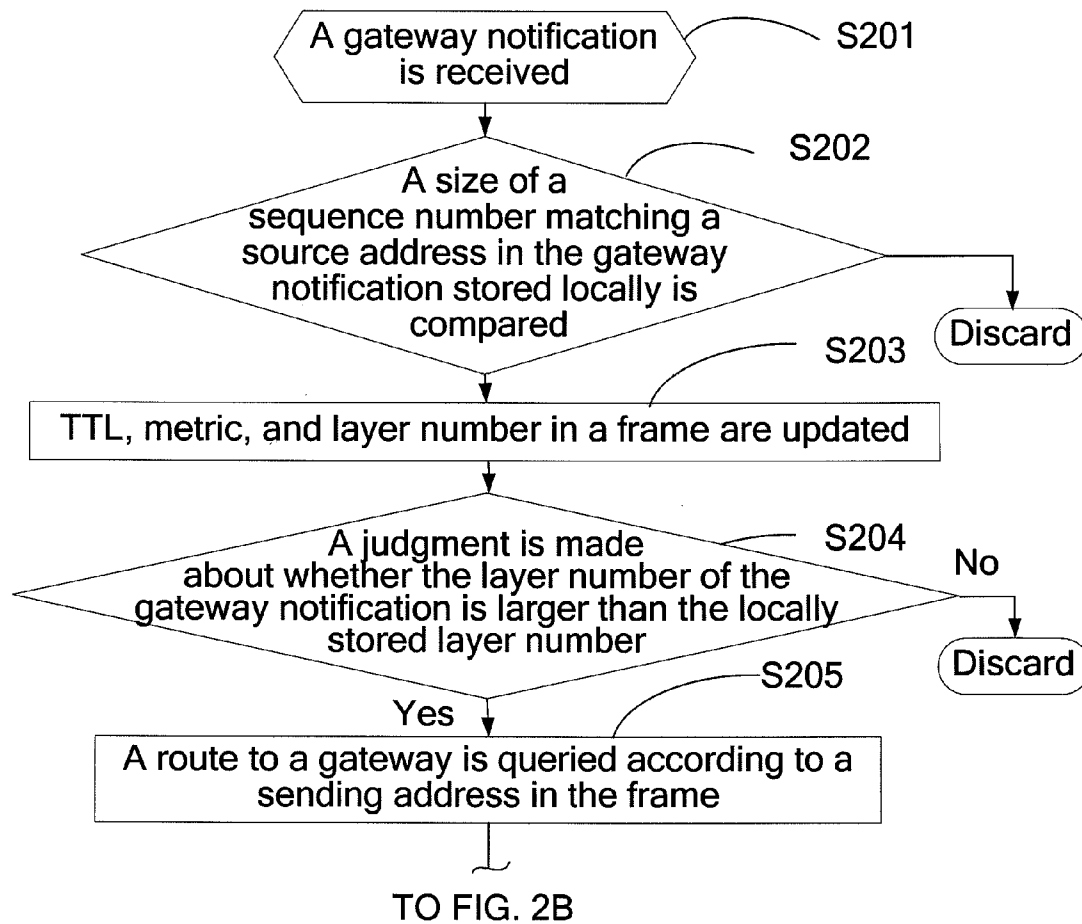 A gateway notification
is received
S201
S202
A size of a
sequence number matching a
source address in the gateway
notification stored locally is
compared
Discard
S203
TTL, metric, and layer number in a frame are updated
S204
A judgment is made
about whether the layer number of the
gateway notification is larger than the locally
stored layer number
No
Discard
S205
Yes
A route to a gateway is queried according to a
sending address in the frame
TO FIG. 2B